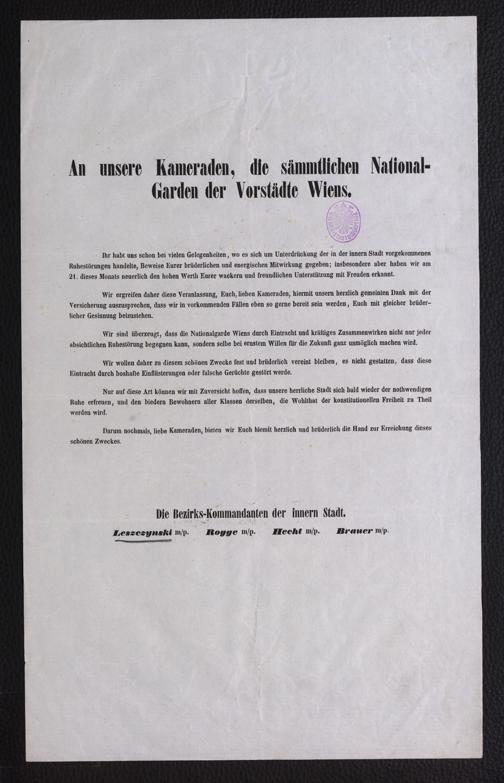 An unsere Kameraden, die sämmtlichen National-
Garden der Vorstädte Wiens.
Ihr habt uns schon bei vielen Gelegenheiten, wo es sich um Unterdrückung der in der innern Stadt vorgekommenen
Ruhestörungen handelte, Beweise Eurer brüderlichen und energischen Mitwirkung gegeben; insbesondere aber haben wir am
21. dieses Monats neuerlich den hohen Werth Eurer wackern und freundlichen Unterstützung mit Freuden erkannt.
Wir ergreifen daher diese Veranlassung, Euch, lieben Kameraden, hiermit unsern herzlich gemeinten Dank mit der
Versicherung auszusprechen, dass wir in vorkommenden Fällen eben so gerne bereit sein werden, Euch mit gleicher brüder-
licher Gesinnung beizustehen.
Wir sind überzeugt, dass die Nationalgarde Wiens durch Eintracht und kräftiges Zusammenwirken nicht nur jeder
absichtlichen Ruhestörung begegnen kann, sondern selbe bei ernstem Willen für die Zukunft ganz unmöglich machen wird.
Wir wollen daher zu diesem schönen Zwecke fest und brüderlich vereint bleiben, es nicht gestatten, dass diese
Eintracht durch boshafte Einflüsterungen oder falsche Gerüchte gestört werde.
Nur auf diese Art können wir mit Zuversicht hoffen, dass unsere herrliche Stadt sich bald wieder der nothwendigen
Ruhe erfreuen, und den biedern Bewohnern aller Klassen derselben, die Wohlthat der konstitutionellen Freiheit zu Theil
werden wird.
Darum nochmals, liebe Kameraden, bieten wir Euch hiemit herzlich und brüderlich die Hand zur Erreichung dieses
schönen Zweckes.
Die Bezirks-Kommandanten der innern Stadt.
Leszczynski m/p. Rogge m/p. Hecht m/p. Brauer m/p.